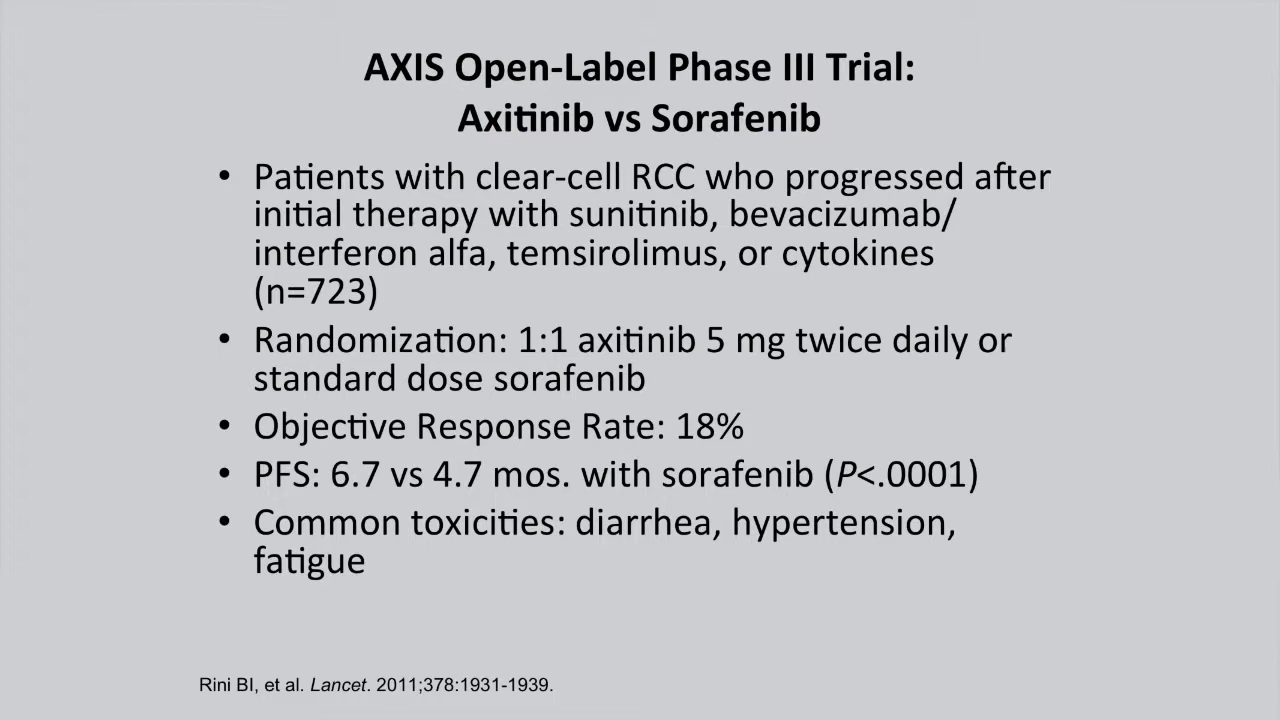 AXIS Open-Label Phase III Trial:
Axitinib vs Sorafenib
• Patients with clear-cell RCC who progressed after
initial therapy with sunitinib, bevacizumab/
interferon alfa, temsirolimus, or cytokines
(n=723)
• Randomization: 1:1 axitinib 5 mg twice daily or
standard dose sorafenib
• Objective Response Rate: 18%
• PFS: 6.7 vs 4.7 mos. with sorafenib (P<.0001)
• Common toxicities: diarrhea, hypertension,
fatigue
Rini BI, et al. Lancet. 2011;378:1931-1939.